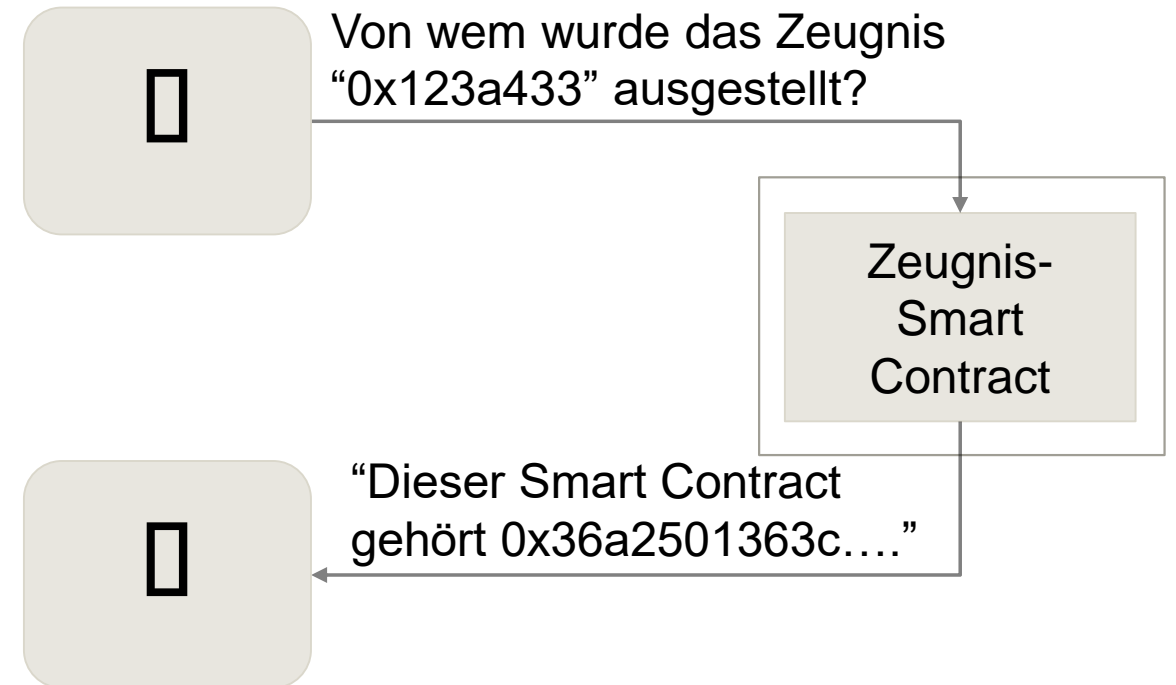 Von wem wurde das Zeugnis
“0x123a433” ausgestellt?
Zeugnis-
Smart
Contract
“Dieser Smart Contract
gehört 0x36a2501363c….”